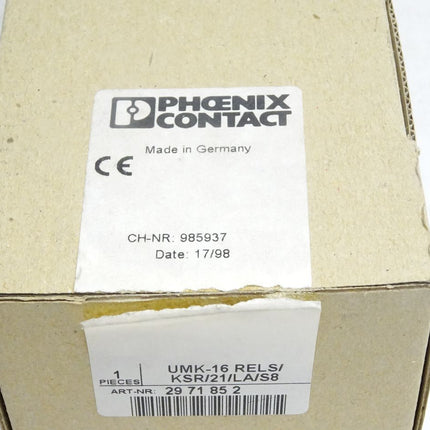 PHŒNIX
CONTACT
Made in Germany
CE
CH-NR: 985937
Date: 17/98
1
PIECES
UMK-16 RELS/
KSR/21/LA/S8
ART-NR: 29 71 85 2